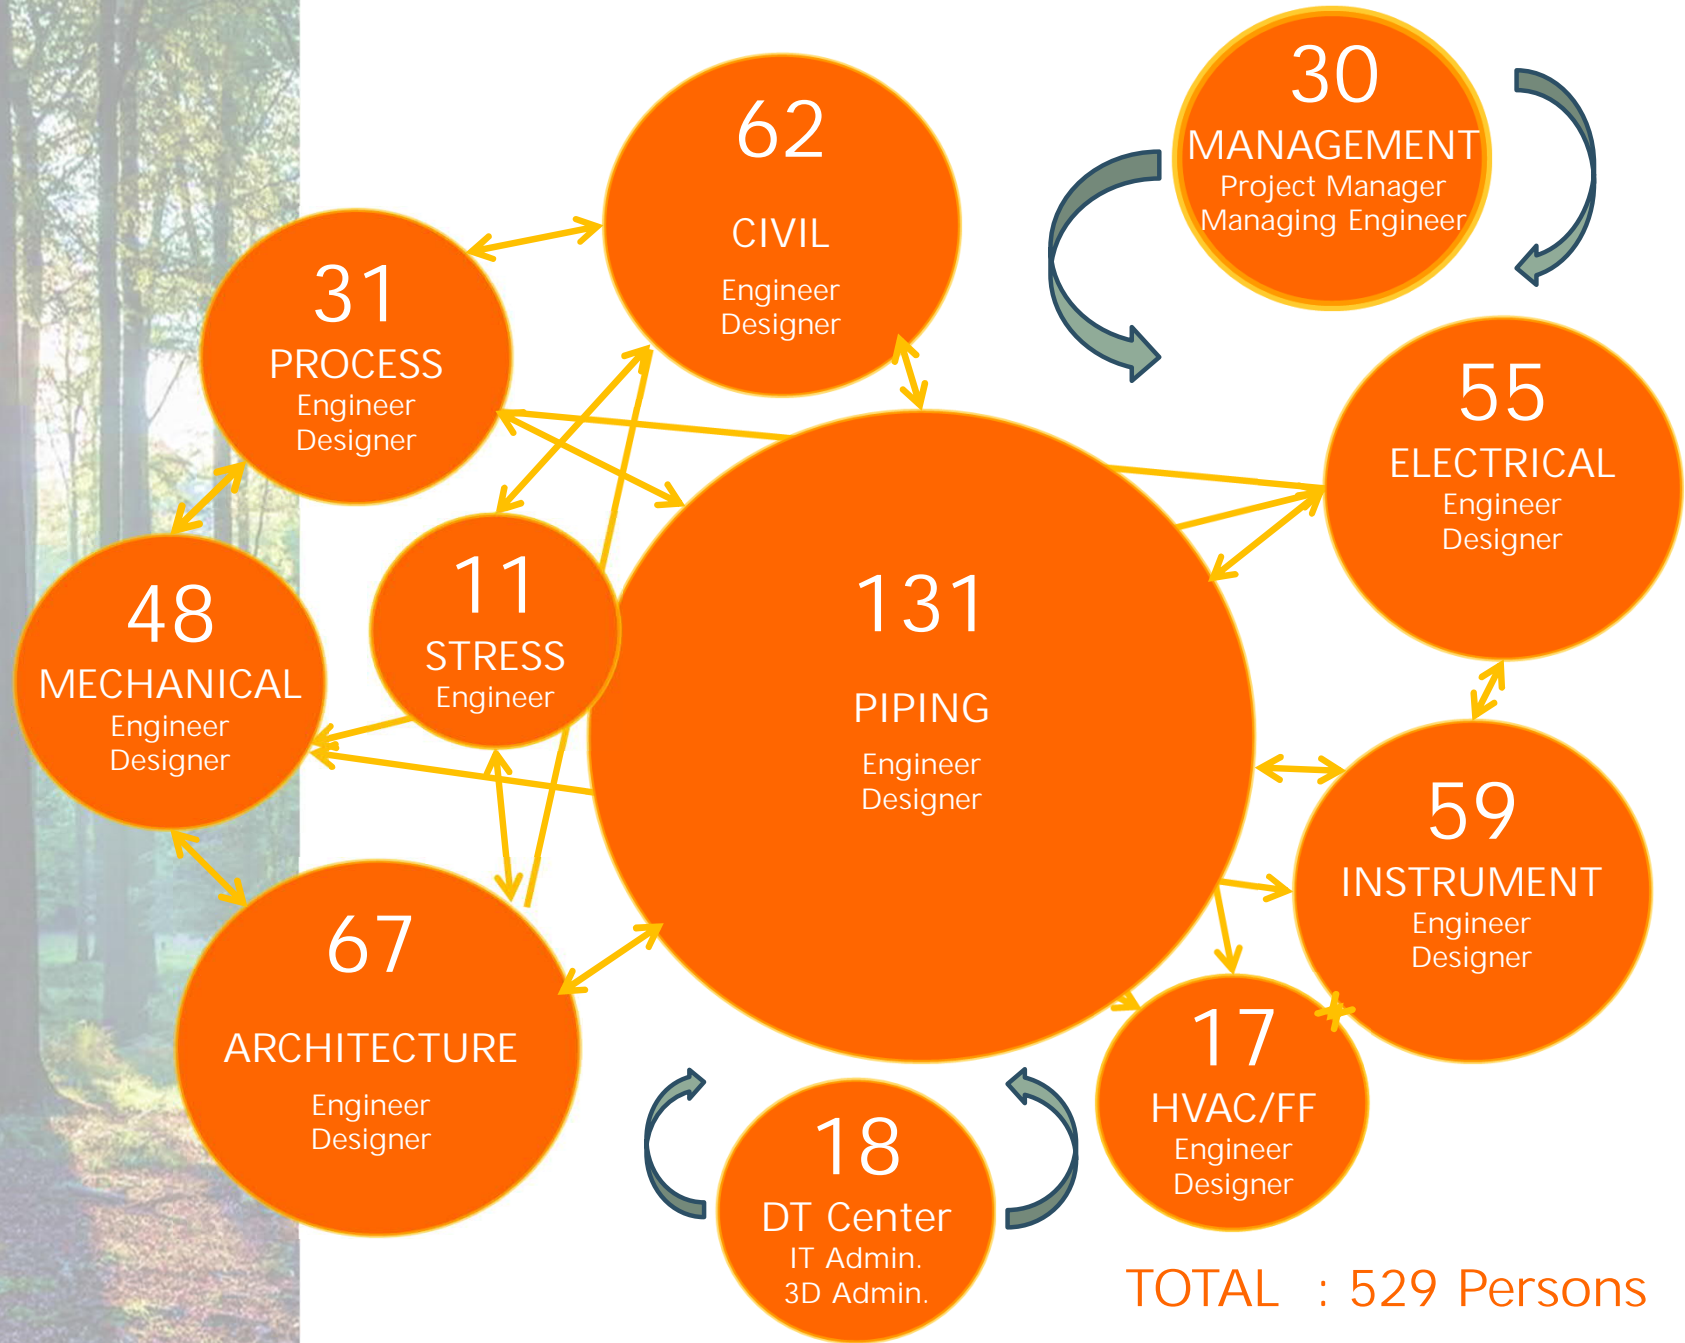 30
MANAGEMENT
Project Manager
Managing Engineer
62
CIVIL
Engineer
Designer
31
PROCESS
Engineer
Designer
55
ELECTRICAL
Engineer
Designer
11
STRESS
Engineer
131
PIPING
Engineer
Designer
48
MECHANICAL
Engineer
Designer
59
INSTRUMENT
Engineer
Designer
67
ARCHITECTURE
Engineer
Designer
17
HVAC/FF
Engineer
Designer
18
DT Center
IT Admin.
3D Admin.
TOTAL : 529 Persons